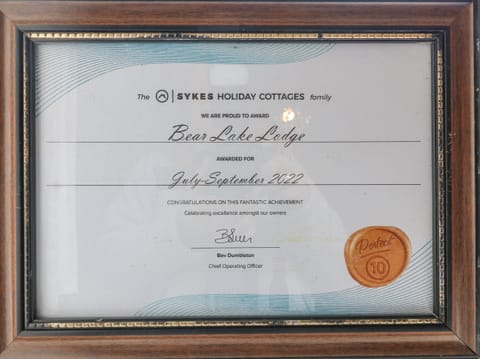 The | SYKES HOLIDAY COTTAGES family
WE ARE PROUD TO AWARD
Bear Lake Lodge
AWARDED FOR
July-September 2022
CONGRATULATIONS ON THIS FANTASTIC ACHIEVEMENT
Celebrating excellence amongst our owners
Bev Dumbleton
Chief Operating Officer
Perfect
10